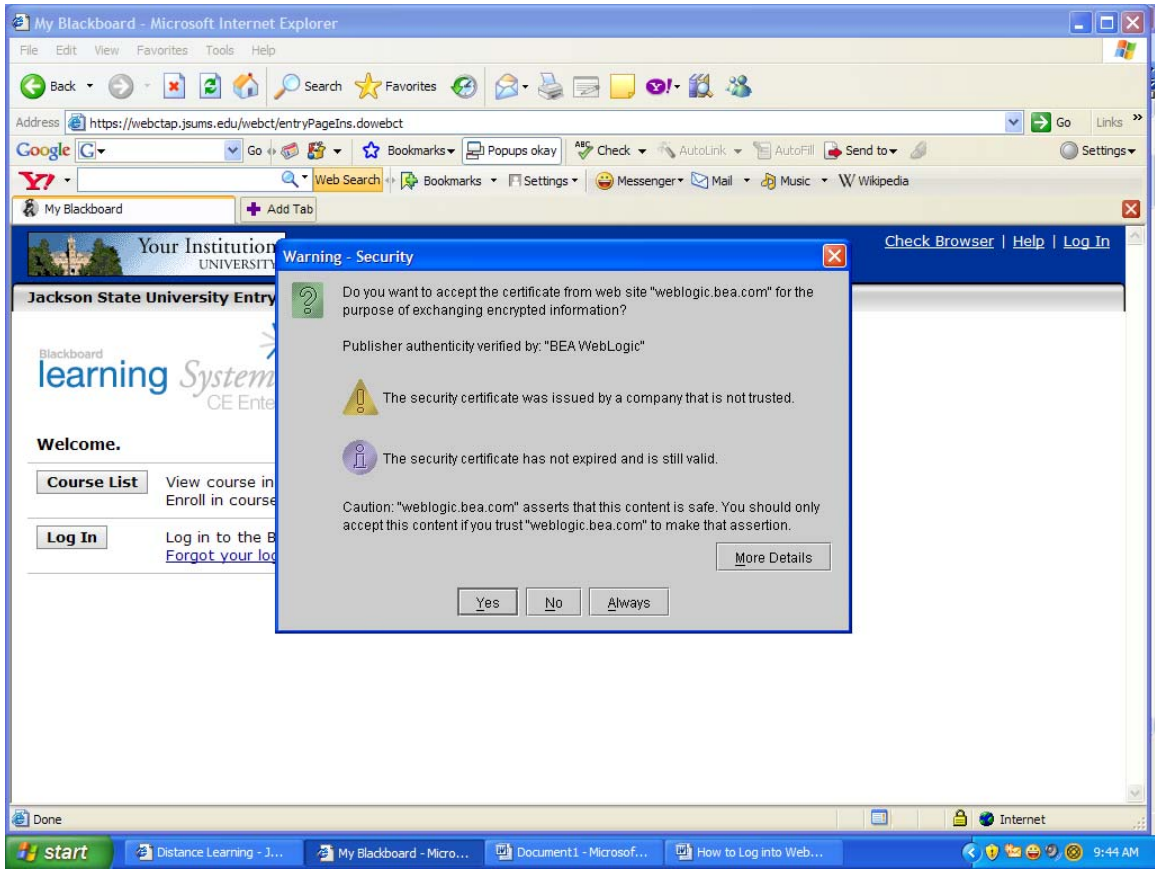 My Blackboard - Microsoft Internet Explorer
File Edit View Favorites Tools Help
Back Search Favorites
Address https://webctap.jsums.edu/webct/entryPageIns.dowebct Go Links »
Google G Go Bookmarks Popups okay ABC Check AutoLink AutoFill Send to Settings
Y! Web Search Bookmarks Settings Messenger Mail Music W Wikipedia
My Blackboard Add Tab
Your Institution
UNIVERSITY
Check Browser | Help | Log In
Jackson State University Entry
Blackboard
learning System
CE Ente
Welcome.
Course List View course in
Enroll in course
Log In Log in to the B
Forgot your log
Warning - Security
Do you want to accept the certificate from web site "weblogic.bea.com" for the
purpose of exchanging encrypted information?
Publisher authenticity verified by: "BEA WebLogic"
The security certificate was issued by a company that is not trusted.
The security certificate has not expired and is still valid.
Caution: "weblogic.bea.com" asserts that this content is safe. You should only
accept this content if you trust "weblogic.bea.com" to make that assertion.
More Details
Yes No Always
Done Internet
start Distance Learning - J... My Blackboard - Micro... Document1 - Microsof... How to Log into Web... 9:44 AM